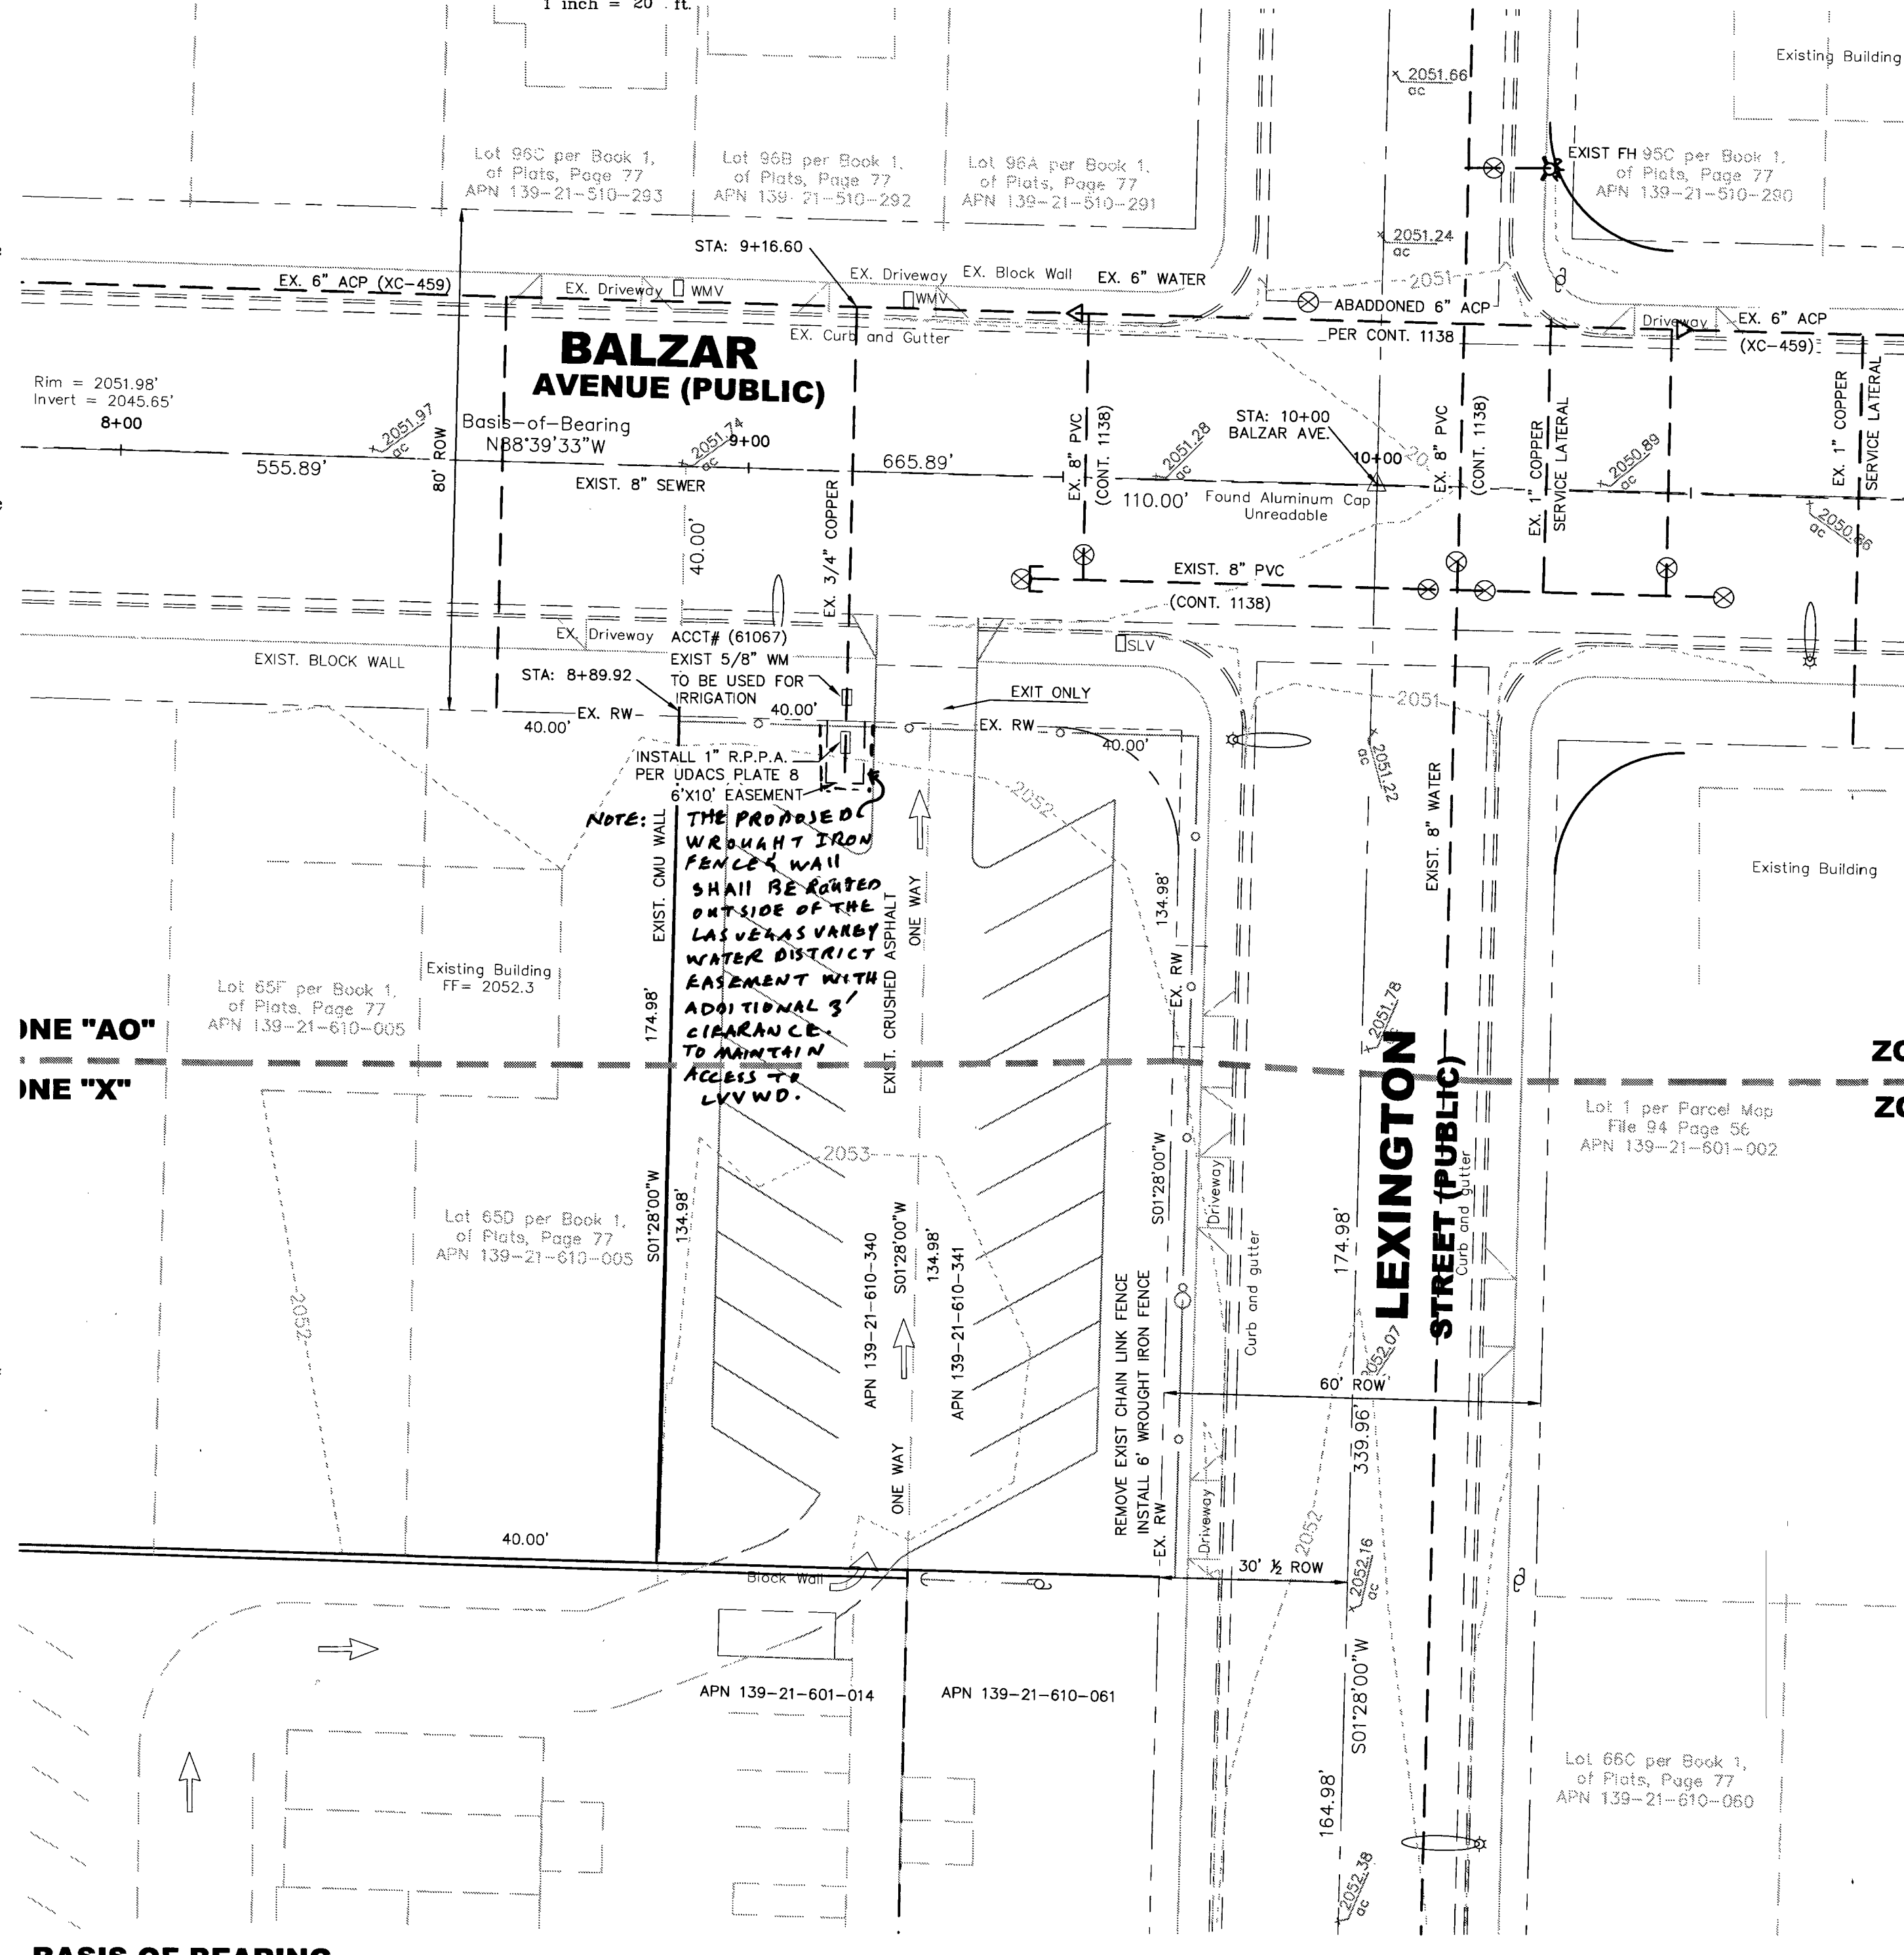 1 inch = 20 ft.
Existing Building
2051.66
ac
Lot 96C per Book 1,
of Plats, Page 77
APN 139-21-510-293
Lot 96B per Book 1,
of Plats, Page 77
APN 139-21-510-292
Lot 96A per Book 1,
of Plats, Page 77
APN 139-21-510-291
EXIST FH 95C per Book 1,
of Plats, Page 77
APN 139-21-510-290
2051.24
ac
STA: 9+16.60
EX. 6" ACP (XC-459)
EX. Driveway
WMV
EX. Driveway
EX. Block Wall
EX. 6" WATER
WMV
2051
ABADDONED 6" ACP
PER CONT. 1138
Driveway
EX. 6" ACP
(XC-459)
EX. Curb and Gutter
BALZAR
AVENUE (PUBLIC)
Rim = 2051.98'
Invert = 2045.65'
8+00
2051.97
ac
80' ROW
Basis-of-Bearing
N88°39'33"W
2051.74
ac
9+00
555.89'
665.89'
EXIST. 8" SEWER
40.00'
EX. 3/4" COPPER
EX. 8" PVC
(CONT. 1138)
2051.28
ac
110.00'
STA: 10+00
BALZAR AVE.
10+00
Found Aluminum Cap
Unreadable
EX. 8" PVC
(CONT. 1138)
EX. 1" COPPER
SERVICE LATERAL
2050.89
ac
EX. 1" COPPER
SERVICE LATERAL
2050.86
ac
EXIST. 8" PVC
(CONT. 1138)
EX. Driveway
EXIST. BLOCK WALL
ACCT# (61067)
EXIST 5/8" WM
TO BE USED FOR
IRRIGATION
STA: 8+89.92
SLV
EXIT ONLY
EX. RW
40.00'
40.00'
EX. RW
40.00'
2051
INSTALL 1" R.P.P.A.
PER UDACS PLATE 8
6'X10' EASEMENT
2052
2051.22
ac
NOTE: THE PROPOSED
WROUGHT IRON
FENCE & WALL
SHALL BE ROUTED
OUTSIDE OF THE
LAS VEGAS VALLEY
WATER DISTRICT
EASEMENT WITH
ADDITIONAL 3'
CLEARANCE.
TO MAINTAIN
ACCESS TO
LVVWD.
EXIST. CMU WALL
174.98'
EXIST. CRUSHED ASPHALT
ONE WAY
134.98'
EX. RW
EXIST. 8" WATER
Existing Building
Existing Building
FF= 2052.3
Lot 65F per Book 1,
of Plats, Page 77
APN 139-21-610-005
2051.78
ac
ONE "AO"
ONE "X"
ZO
ZO
Lot 1 per Parcel Map
File 94 Page 56
APN 139-21-601-002
LEXINGTON
STREET (PUBLIC)
Curb and gutter
2053
Lot 65D per Book 1,
of Plats, Page 77
APN 139-21-610-005
S01°28'00"W
134.98'
APN 139-21-610-340
S01°28'00"W
134.98'
APN 139-21-610-341
S01°28'00"W
Driveway
Curb and gutter
174.98'
2052
REMOVE EXIST CHAIN LINK FENCE
INSTALL 6' WROUGHT IRON FENCE
2052.07
60' ROW
339.96'
ONE WAY
EX. RW
Driveway
2052
40.00'
Block Wall
30' ½ ROW
2052.16
ac
APN 139-21-601-014
APN 139-21-610-061
S01°28'00"W
164.98'
Lot 66C per Book 1,
of Plats, Page 77
APN 139-21-610-060
2052.38
ac
BASIS OF BEARING